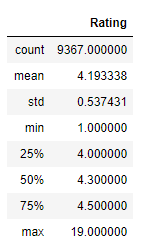 Rating
count 9367.000000
mean 4.193338
std 0.537431
min 1.000000
25% 4.000000
50% 4.300000
75% 4.500000
max 19.000000